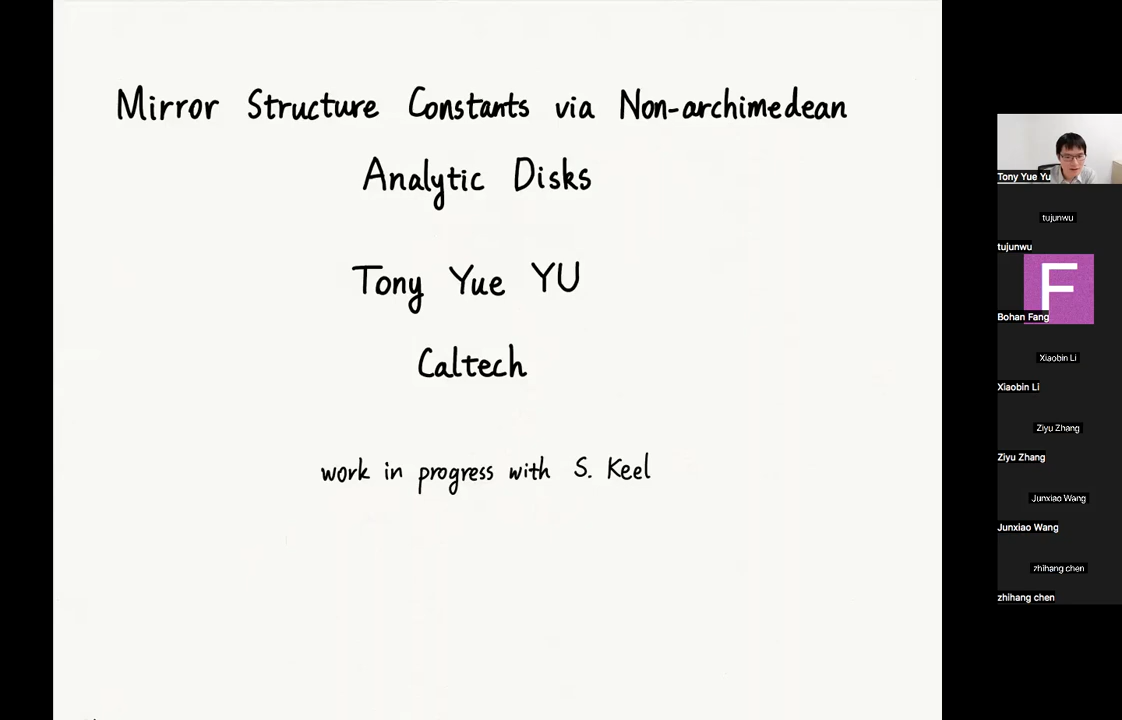 Mirror Structure Constants via Non-archimedean
Analytic Disks
Tony Yue YU
Caltech
work in progress with S. Keel
Tony Yue Yu
tujunwu
tujunwu
F
Bohan Fang
Xiaobin Li
Xiaobin Li
Ziyu Zhang
Ziyu Zhang
Junxiao Wang
Junxiao Wang
zhihang chen
zhihang chen